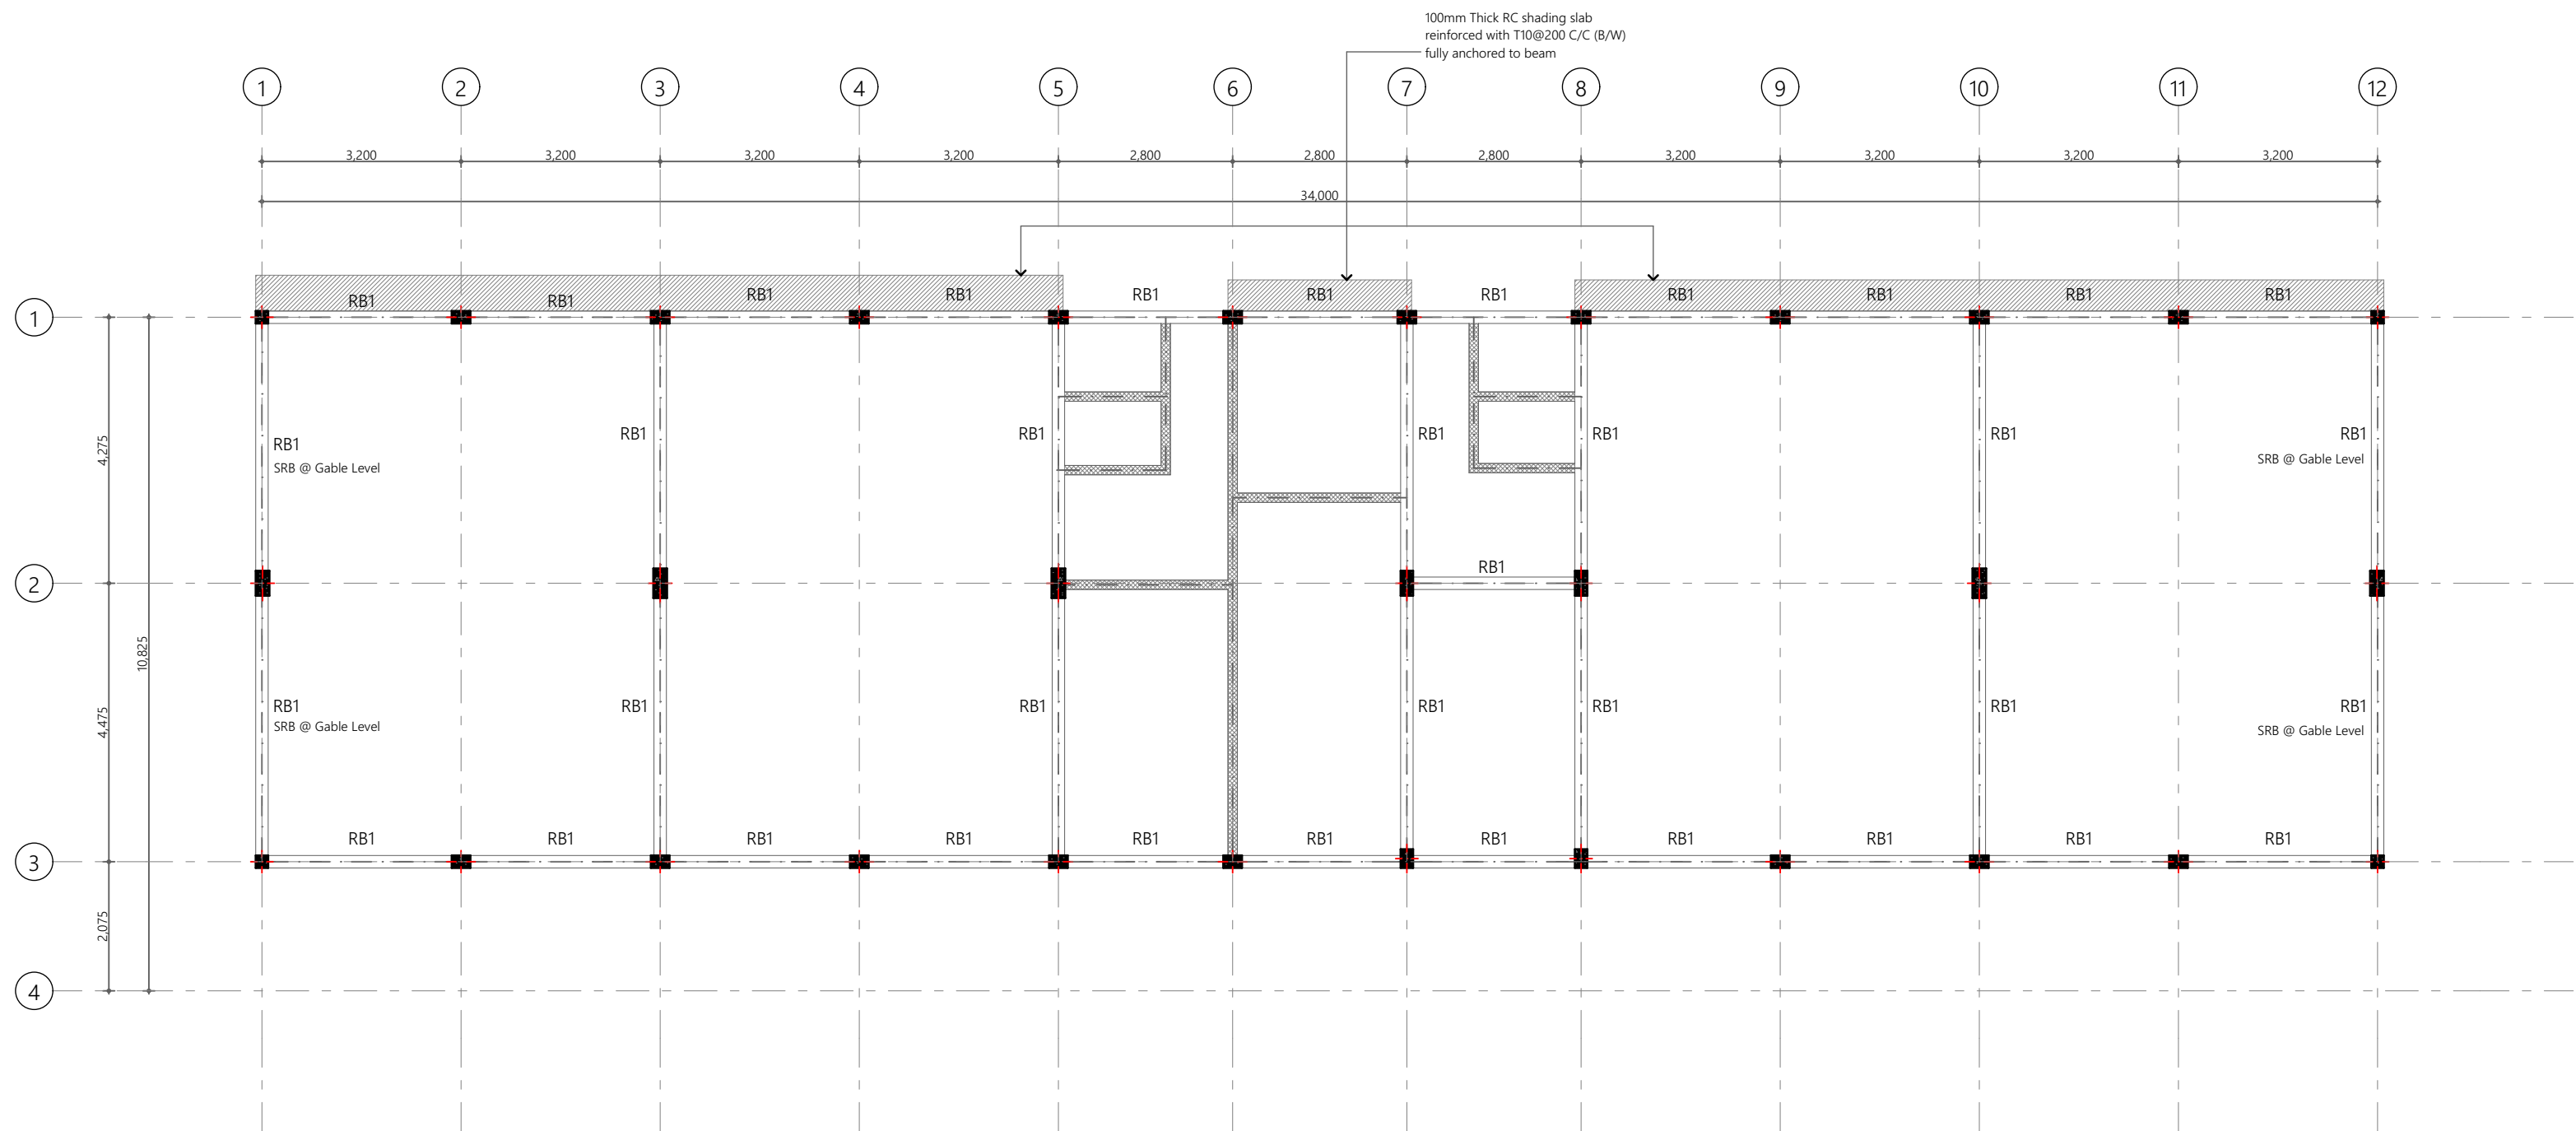 100mm Thick RC shading slab
reinforced with T10@200 C/C (B/W)
fully anchored to beam
1 2 3 4 5 6 7 8 9 10 11 12
3,200 3,200 3,200 3,200 2,800 2,800 2,800 3,200 3,200 3,200 3,200
34,000
RB1 RB1 RB1 RB1 RB1 RB1 RB1 RB1 RB1 RB1 RB1
1
4,275
RB1 RB1 RB1 RB1 RB1 RB1 RB1
SRB @ Gable Level SRB @ Gable Level
RB1
2
10,825
4,475
RB1 RB1 RB1 RB1 RB1 RB1 RB1
SRB @ Gable Level SRB @ Gable Level
RB1 RB1 RB1 RB1 RB1 RB1 RB1 RB1 RB1 RB1 RB1
3
2,075
4